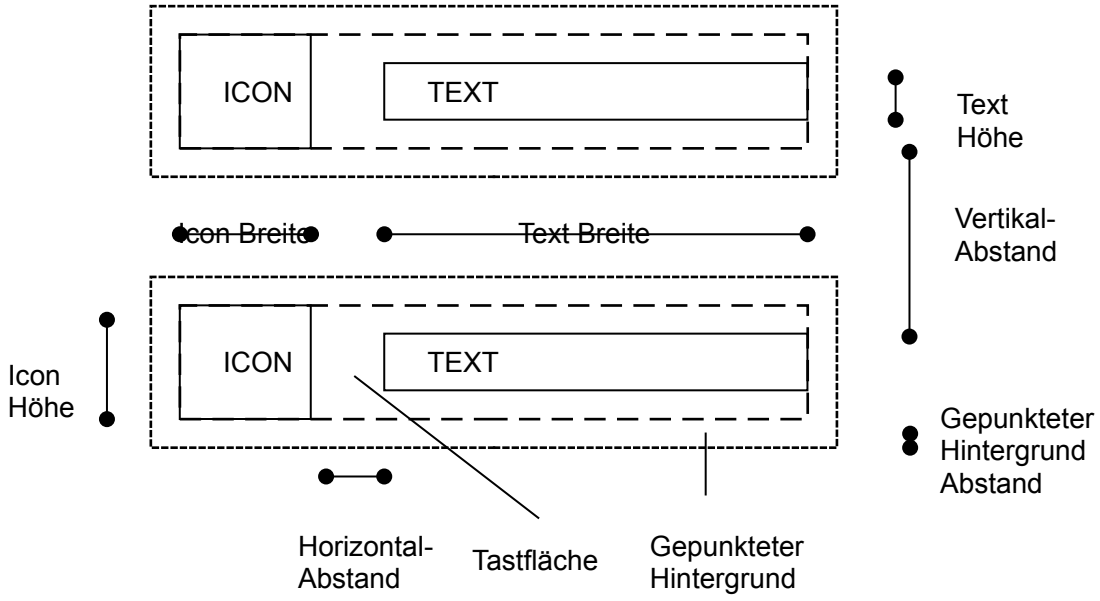 ICON
TEXT
Text
Höhe
Icon Breite
Text Breite
Vertikal-
Abstand
ICON
TEXT
Icon
Höhe
Gepunkteter
Hintergrund
Abstand
Horizontal-
Abstand
Tastfläche
Gepunkteter
Hintergrund